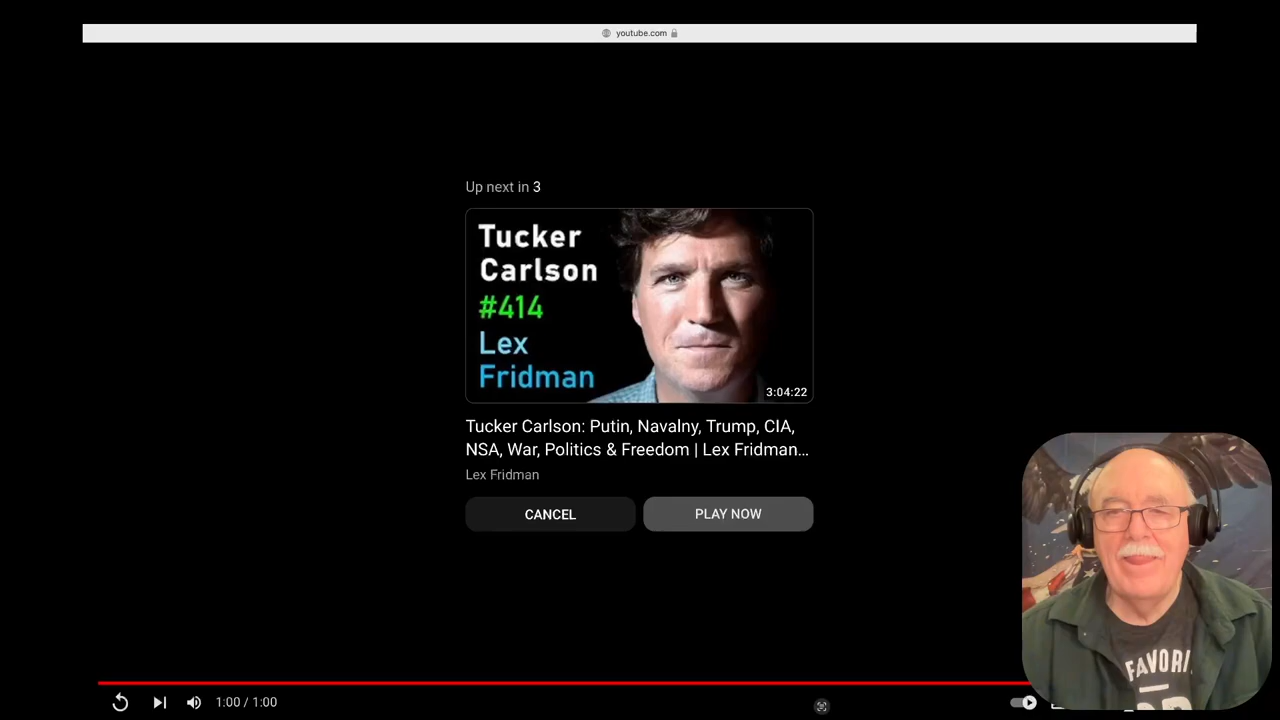 youtube.com
Up next in 3
Tucker
Carlson
#414
Lex
Fridman
3:04:22
Tucker Carlson: Putin, Navalny, Trump, CIA,
NSA, War, Politics & Freedom | Lex Fridman...
Lex Fridman
CANCEL
PLAY NOW
FAVORI
1:00 / 1:00